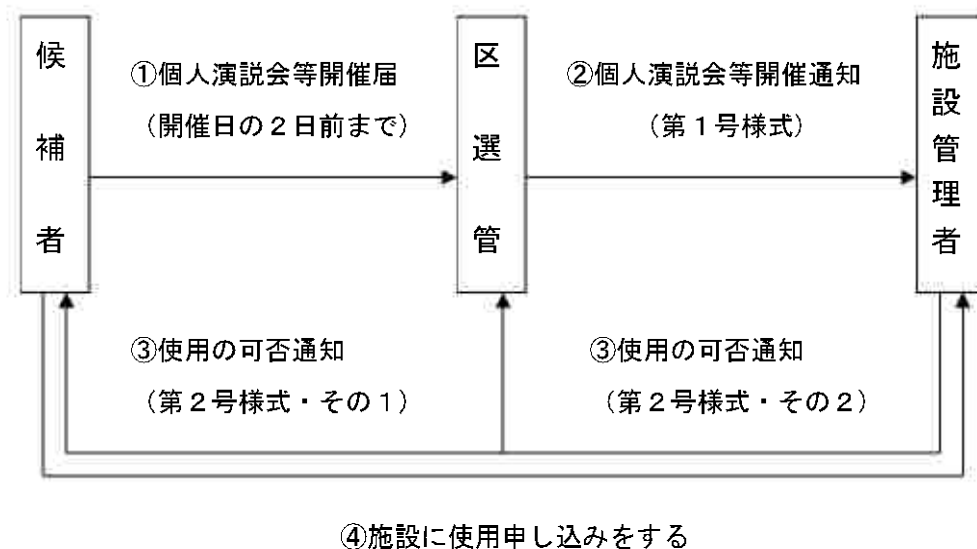 候補者
①個人演説会等開催届
（開催日の２日前まで）
区選管
②個人演説会等開催通知
（第１号様式）
施設管理者
③使用の可否通知
（第２号様式・その１）
③使用の可否通知
（第２号様式・その２）
④施設に使用申し込みをする